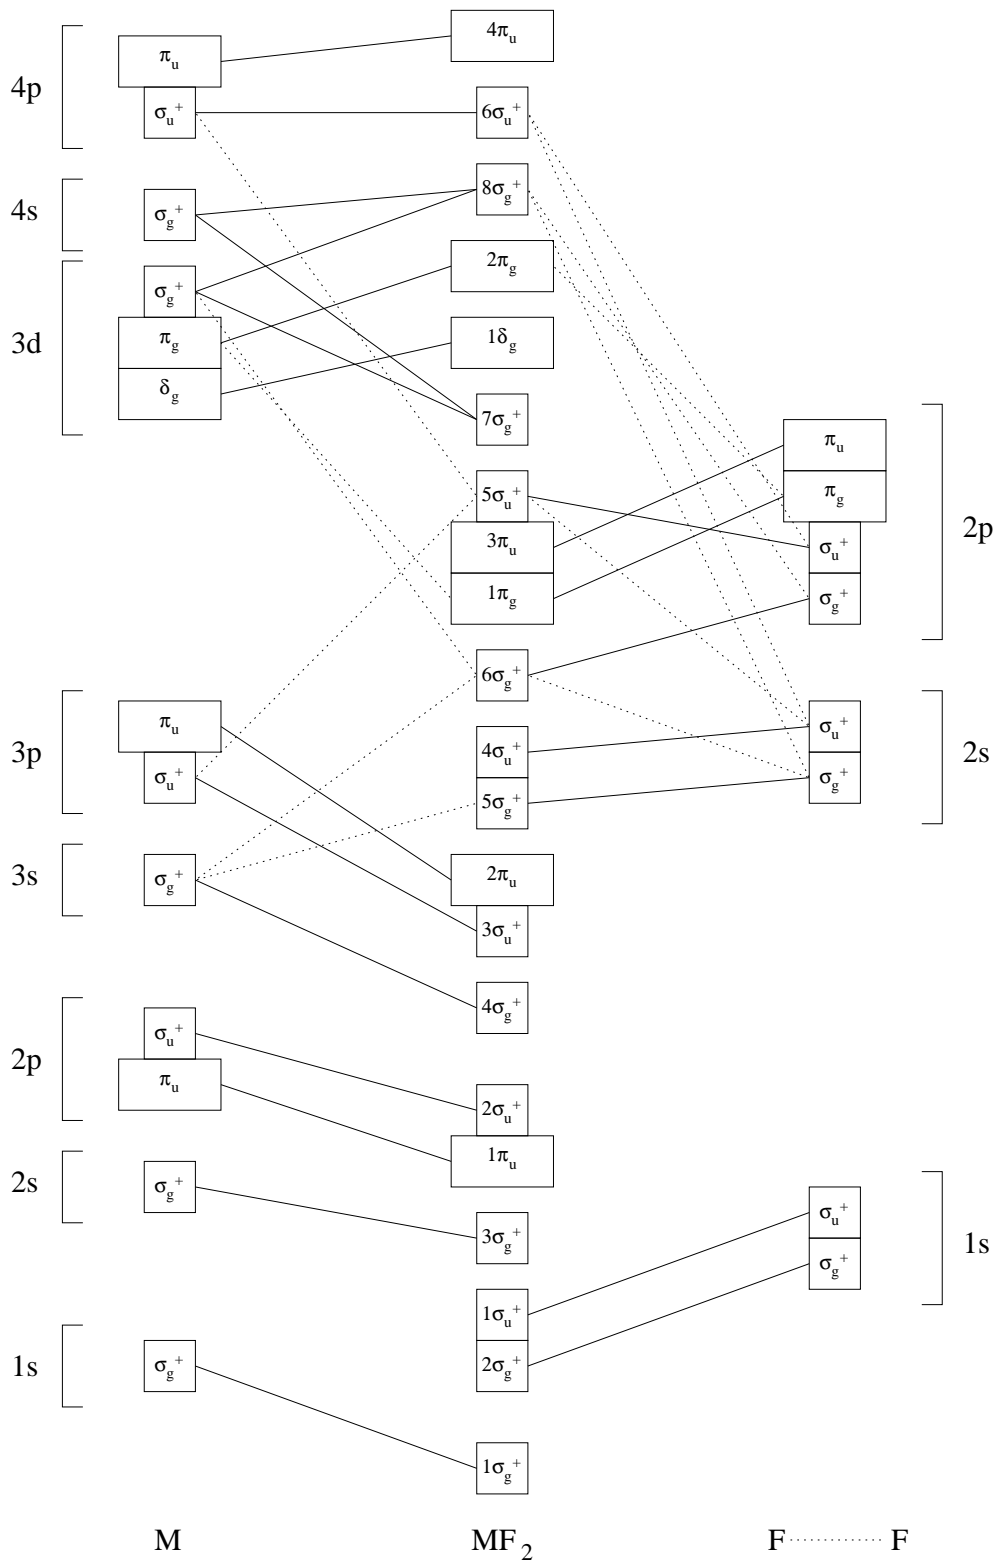 4p
π_u
σ_u⁺
4s
σ_g⁺
3d
σ_g⁺
π_g
δ_g
3p
π_u
σ_u⁺
3s
σ_g⁺
2p
σ_u⁺
π_u
2s
σ_g⁺
1s
σ_g⁺
M
4π_u
6σ_u⁺
8σ_g⁺
2π_g
1δ_g
7σ_g⁺
5σ_u⁺
3π_u
1π_g
6σ_g⁺
4σ_u⁺
5σ_g⁺
2π_u
3σ_u⁺
4σ_g⁺
2σ_u⁺
1π_u
3σ_g⁺
1σ_u⁺
2σ_g⁺
1σ_g⁺
MF₂
π_u
π_g
σ_u⁺
σ_g⁺
2p
σ_u⁺
σ_g⁺
2s
σ_u⁺
σ_g⁺
1s
F ........... F